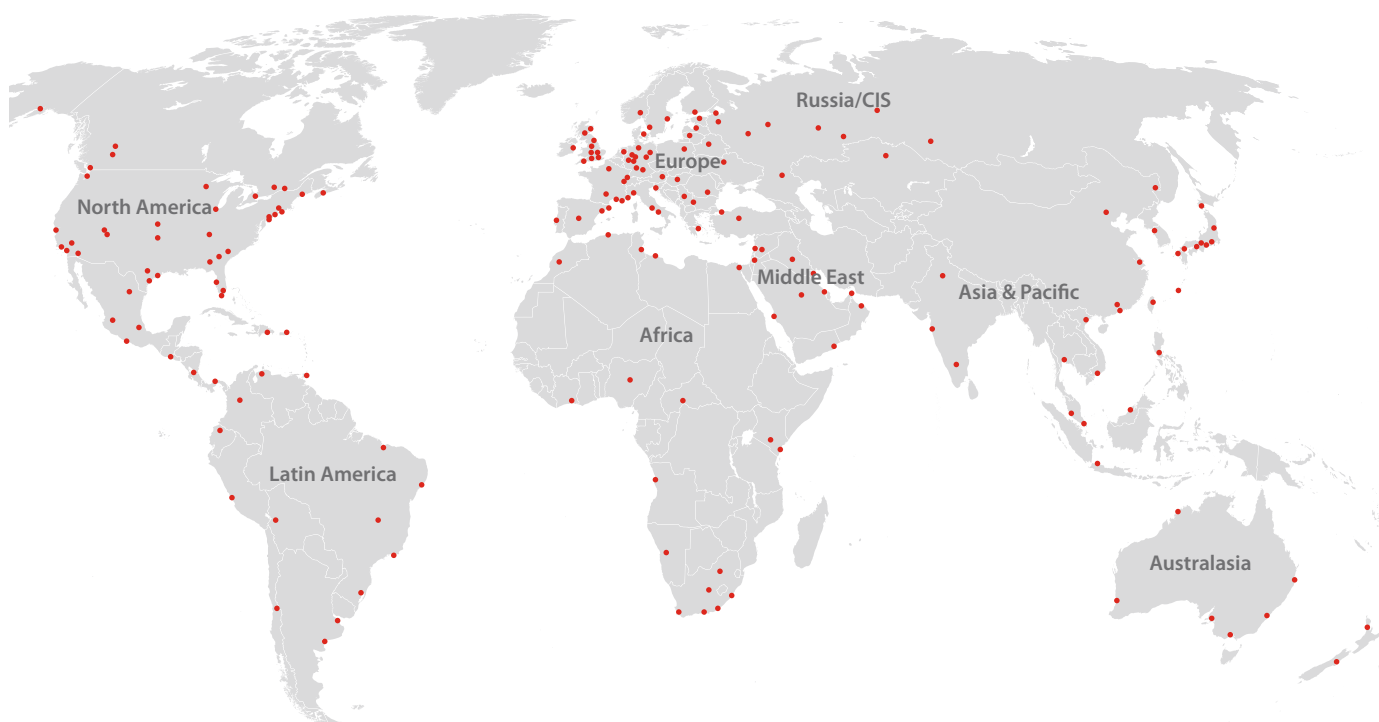 Russia/CIS
Europe
North America
Middle East
Asia & Pacific
Africa
Latin America
Australasia